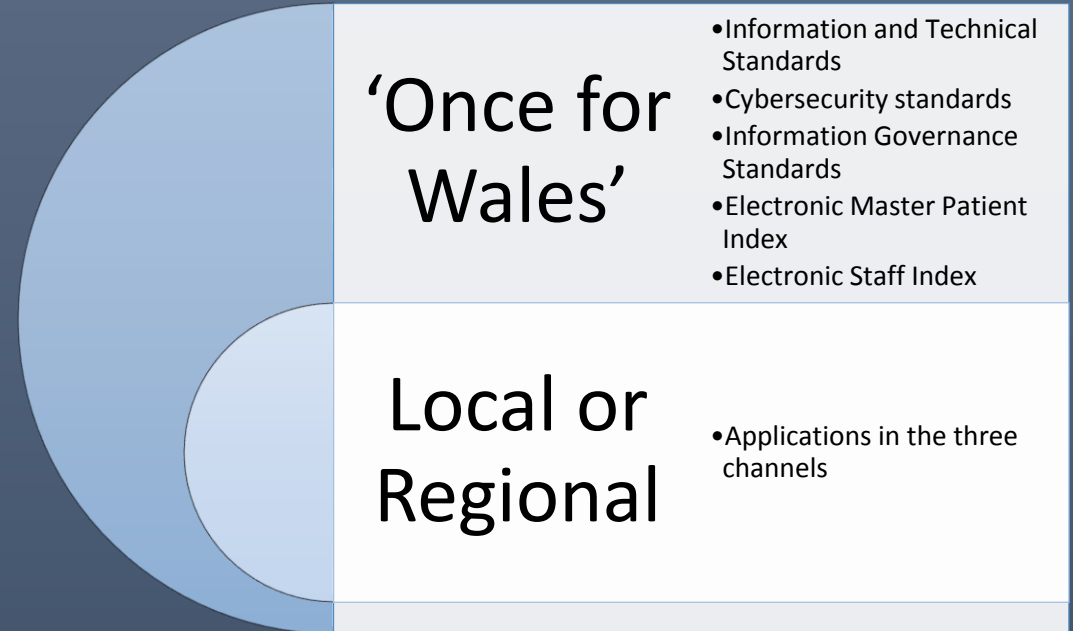 ‘Once for
Wales’
•Information and Technical
Standards
•Cybersecurity standards
•Information Governance
Standards
•Electronic Master Patient
Index
•Electronic Staff Index
Local or
Regional
•Applications in the three
channels